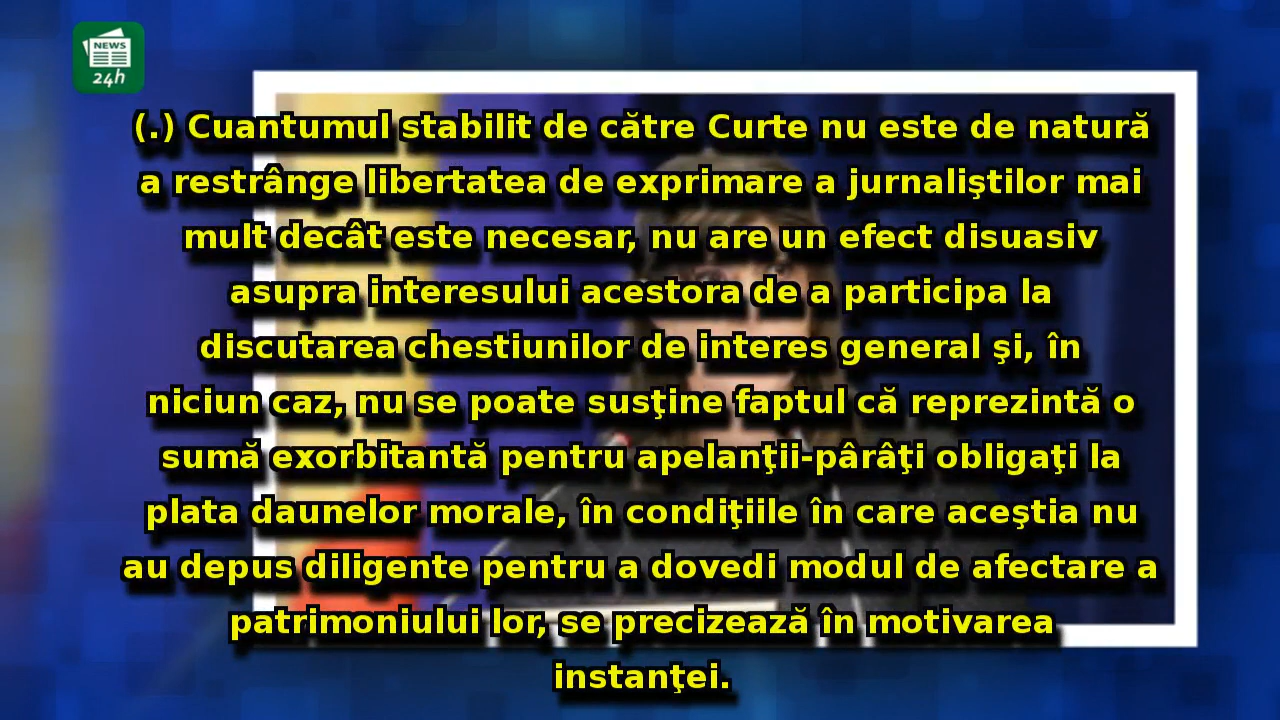 NEWS
24h
(.) Cuantumul stabilit de către Curte nu este de natură
a restrânge libertatea de exprimare a jurnaliştilor mai
mult decât este necesar, nu are un efect disuasiv
asupra interesului acestora de a participa la
discutarea chestiunilor de interes general şi, în
niciun caz, nu se poate susţine faptul că reprezintă o
sumă exorbitantă pentru apelanţii-pârâţi obligaţi la
plata daunelor morale, în condiţiile în care aceştia nu
au depus diligente pentru a dovedi modul de afectare a
patrimoniului lor, se precizează în motivarea
instanţei.